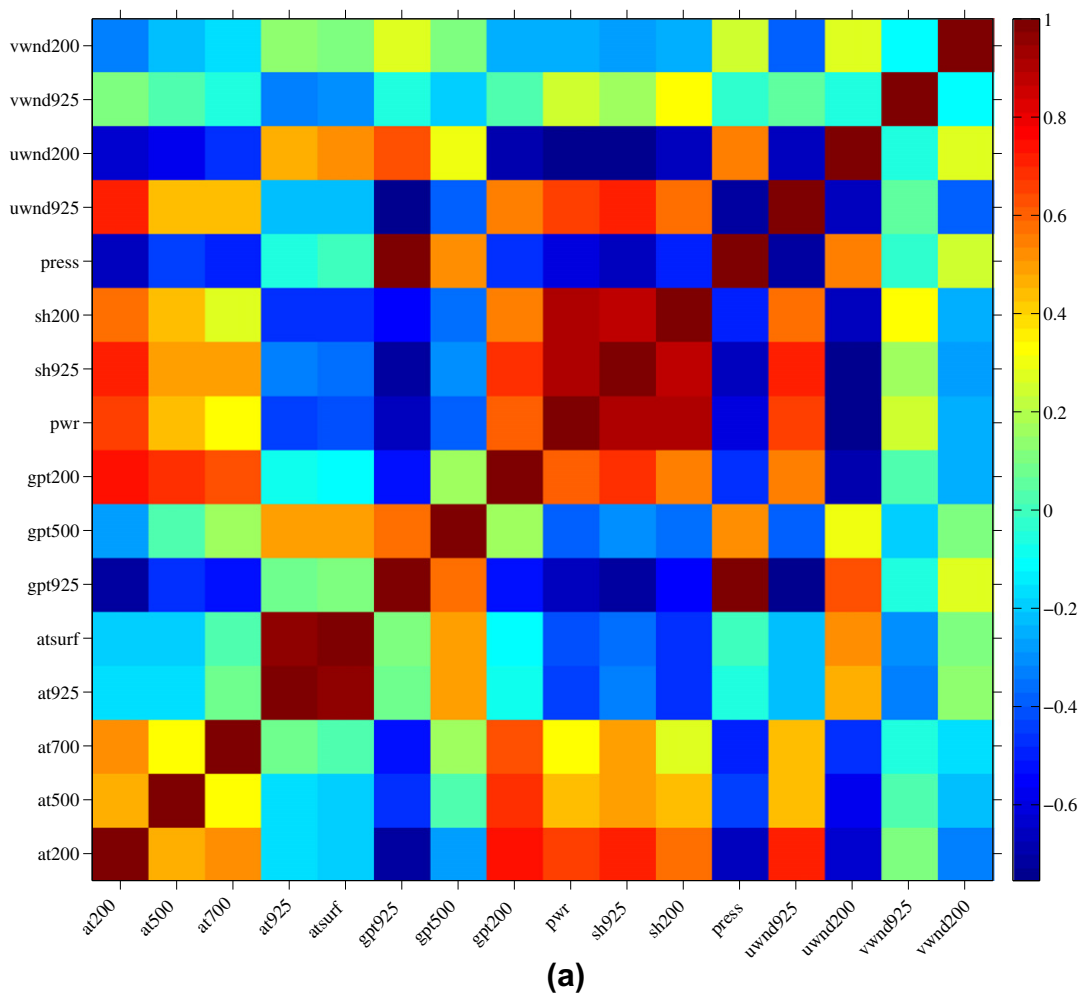 vwnd200
vwnd925
uwnd200
uwnd925
press
sh200
sh925
pwr
gpt200
gpt500
gpt925
atsurf
at925
at700
at500
at200
at200 at500 at700 at925 atsurf gpt925 gpt500 gpt200 pwr sh925 sh200 press uwnd925 uwnd200 vwnd925 vwnd200
1
0.8
0.6
0.4
0.2
0
−0.2
−0.4
−0.6
(a)